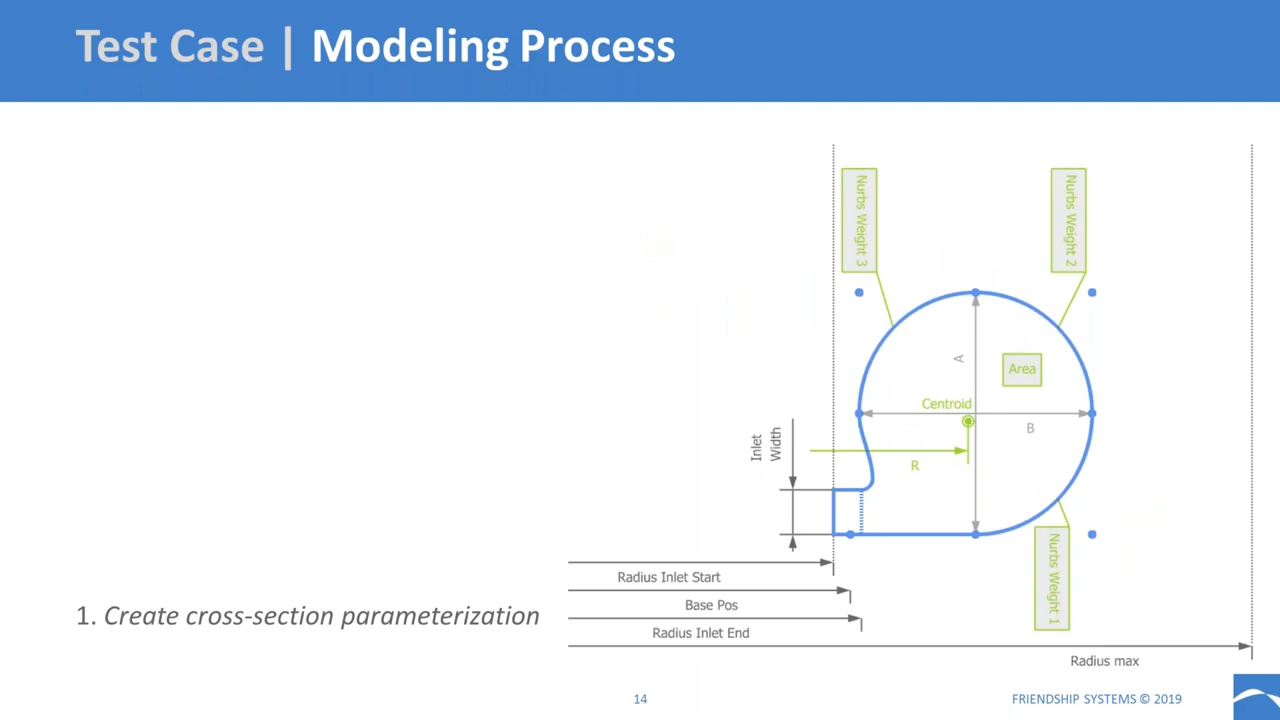 Test Case | Modeling Process
Nurbs Weight 3
Nurbs Weight 2
A
Area
Centroid
B
Inlet
Width
R
Nurbs Weight 1
Radius Inlet Start
Base Pos
1. Create cross-section parameterization
Radius Inlet End
Radius max
14
FRIENDSHIP SYSTEMS © 2019